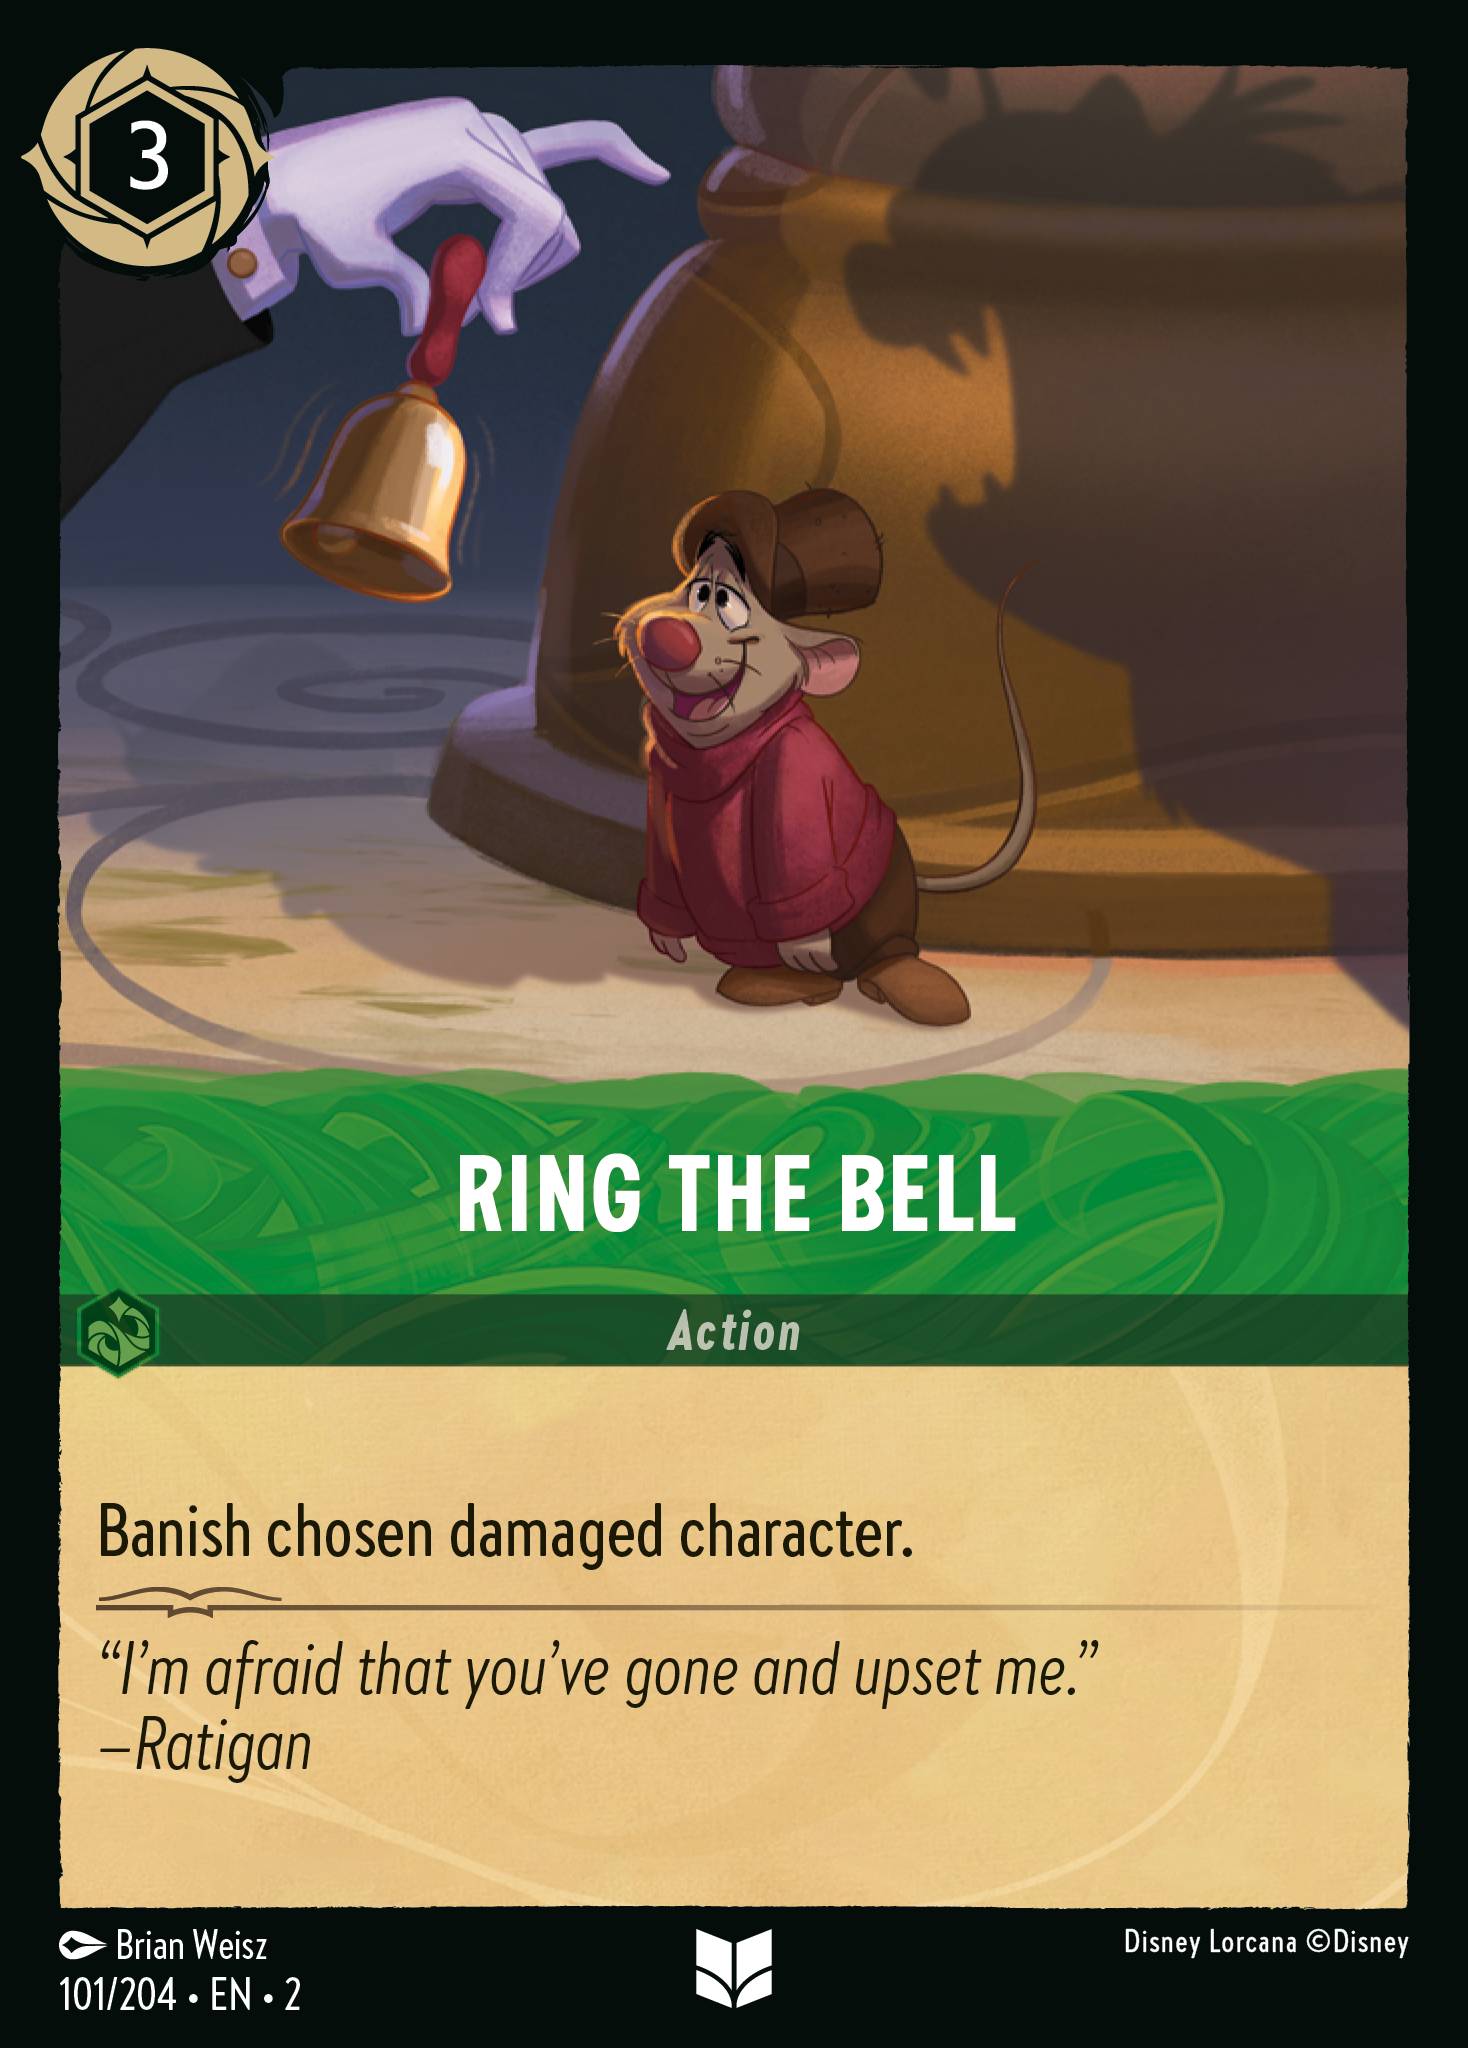 3
RING THE BELL
Action
Banish chosen damaged character.
“I’m afraid that you’ve gone and upset me.”
–Ratigan
Brian Weisz
Disney Lorcana ©Disney
101/204 • EN • 2